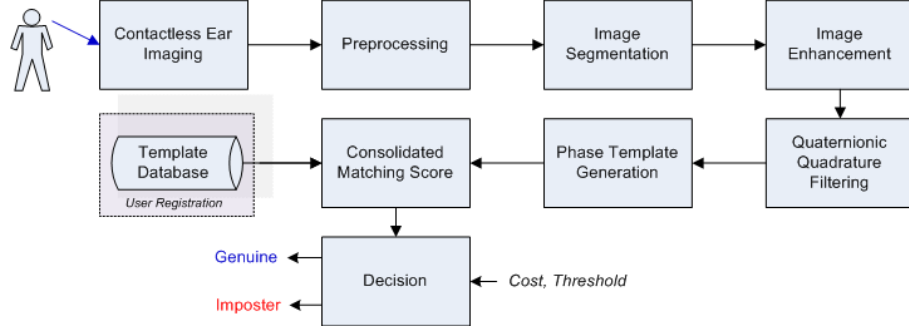 Contactless Ear
Imaging
Preprocessing
Image
Segmentation
Image
Enhancement
Template
Database
User Registration
Consolidated
Matching Score
Phase Template
Generation
Quaternionic
Quadrature
Filtering
Genuine
Imposter
Decision
Cost, Threshold